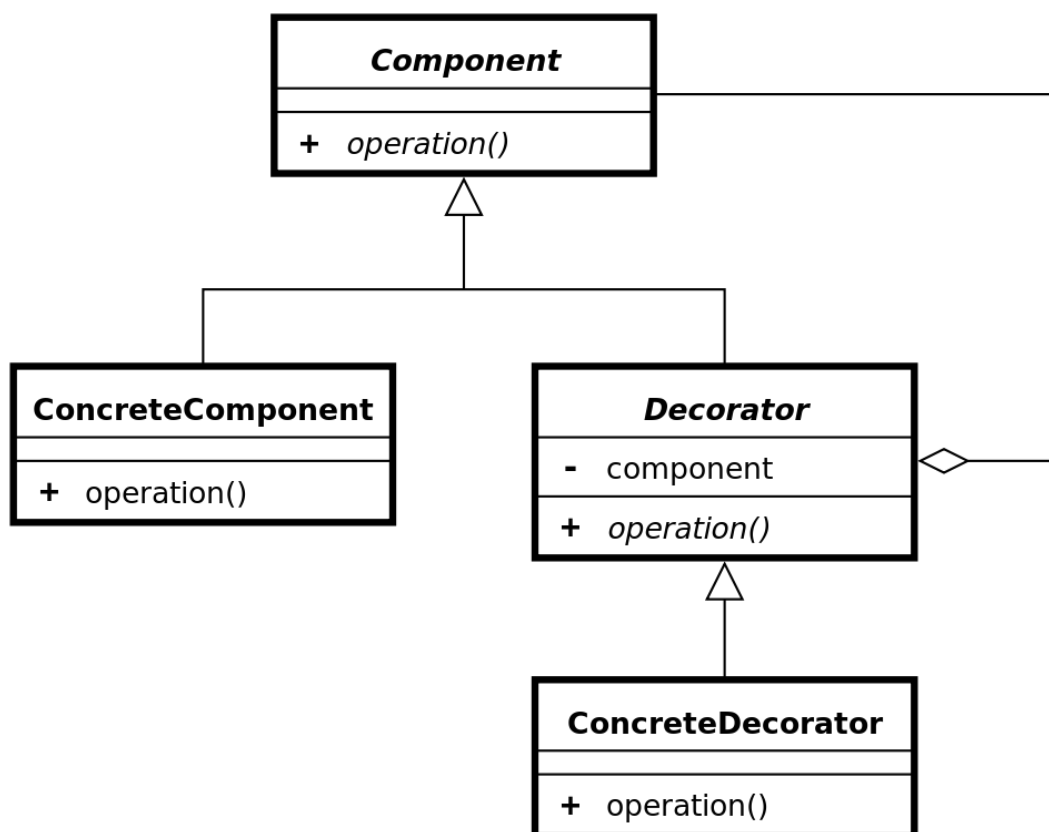 Component
+ operation()
ConcreteComponent
+ operation()
Decorator
- component
+ operation()
ConcreteDecorator
+ operation()